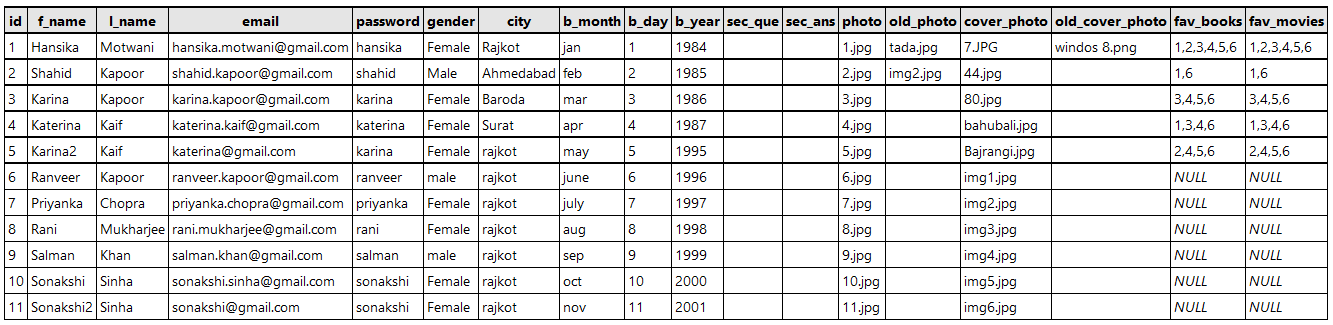 id f_name l_name email password gender city b_month b_day b_year sec_que sec_ans photo old_photo cover_photo old_cover_photo fav_books fav_movies
1 Hansika Motwani hansika.motwani@gmail.com hansika Female Rajkot jan 1 1984 1.jpg tada.jpg 7.JPG windos 8.png 1,2,3,4,5,6 1,2,3,4,5,6
2 Shahid Kapoor shahid.kapoor@gmail.com shahid Male Ahmedabad feb 2 1985 2.jpg img2.jpg 44.jpg 1,6 1,6
3 Karina Kapoor karina.kapoor@gmail.com karina Female Baroda mar 3 1986 3.jpg 80.jpg 3,4,5,6 3,4,5,6
4 Katerina Kaif katerina.kaif@gmail.com katerina Female Surat apr 4 1987 4.jpg bahubali.jpg 1,3,4,6 1,3,4,6
5 Karina2 Kaif katerina@gmail.com karina Female rajkot may 5 1995 5.jpg Bajrangi.jpg 2,4,5,6 2,4,5,6
6 Ranveer Kapoor ranveer.kapoor@gmail.com ranveer male rajkot june 6 1996 6.jpg img1.jpg NULL NULL
7 Priyanka Chopra priyanka.chopra@gmail.com priyanka Female rajkot july 7 1997 7.jpg img2.jpg NULL NULL
8 Rani Mukharjee rani.mukharjee@gmail.com rani Female rajkot aug 8 1998 8.jpg img3.jpg NULL NULL
9 Salman Khan salman.khan@gmail.com salman male rajkot sep 9 1999 9.jpg img4.jpg NULL NULL
10 Sonakshi Sinha sonakshi.sinha@gmail.com sonakshi Female rajkot oct 10 2000 10.jpg img5.jpg NULL NULL
11 Sonakshi2 Sinha sonakshi@gmail.com sonakshi Female rajkot nov 11 2001 11.jpg img6.jpg NULL NULL